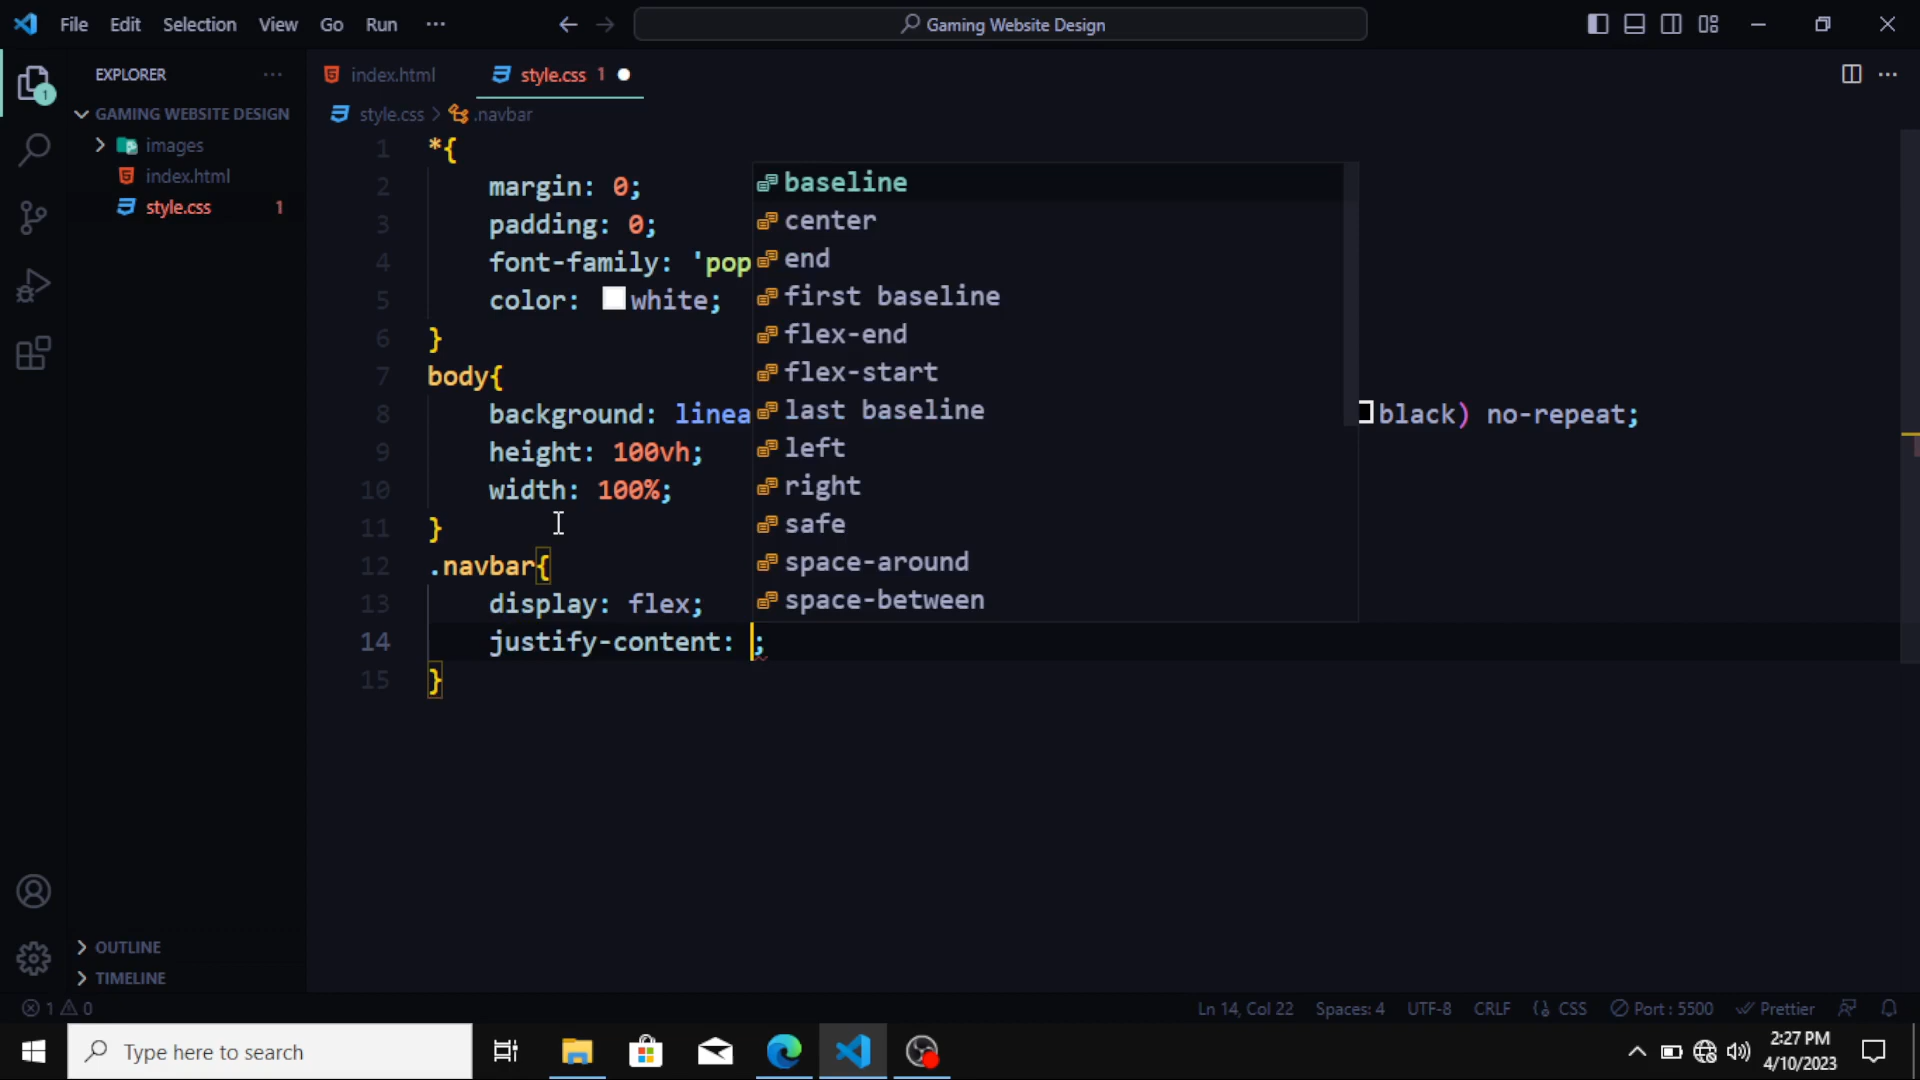 File Edit Selection View Go Run ··· Gaming Website Design
EXPLORER ···
GAMING WEBSITE DESIGN
images
index.html
style.css 1
OUTLINE
TIMELINE
1
index.html style.css 1
style.css > .navbar
1 *{
2 margin: 0;
3 padding: 0;
4 font-family: 'pop
5 color: white;
6 }
7 body{
8 background: linea black) no-repeat;
9 height: 100vh;
10 width: 100%;
11 }
12 .navbar{
13 display: flex;
14 justify-content: ;
15 }
baseline
center
end
first baseline
flex-end
flex-start
last baseline
left
right
safe
space-around
space-between
1 0 Ln 14, Col 22 Spaces: 4 UTF-8 CRLF CSS Port : 5500 Prettier
Type here to search
2:27 PM
4/10/2023